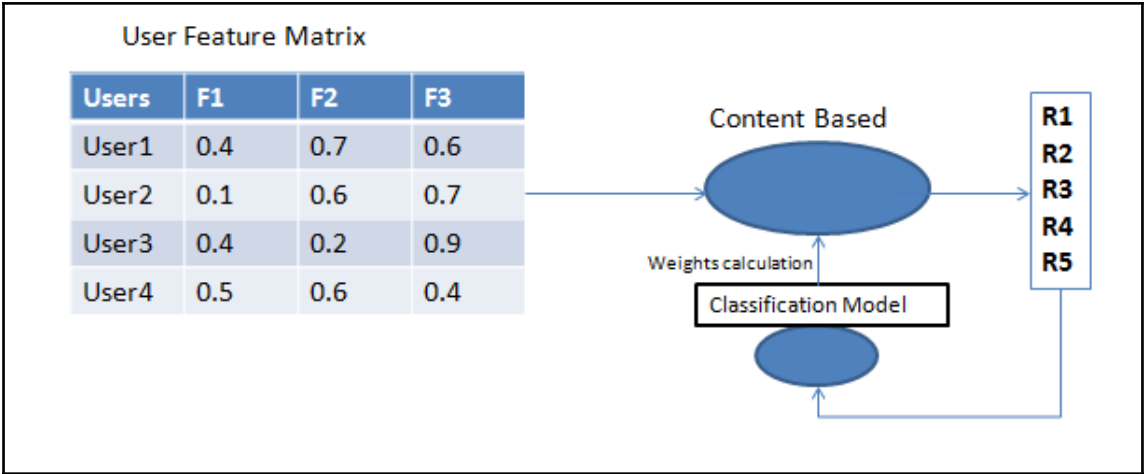 User Feature Matrix
Users F1 F2 F3
User1 0.4 0.7 0.6
User2 0.1 0.6 0.7
User3 0.4 0.2 0.9
User4 0.5 0.6 0.4
Content Based
Weights calculation
Classification Model
R1
R2
R3
R4
R5